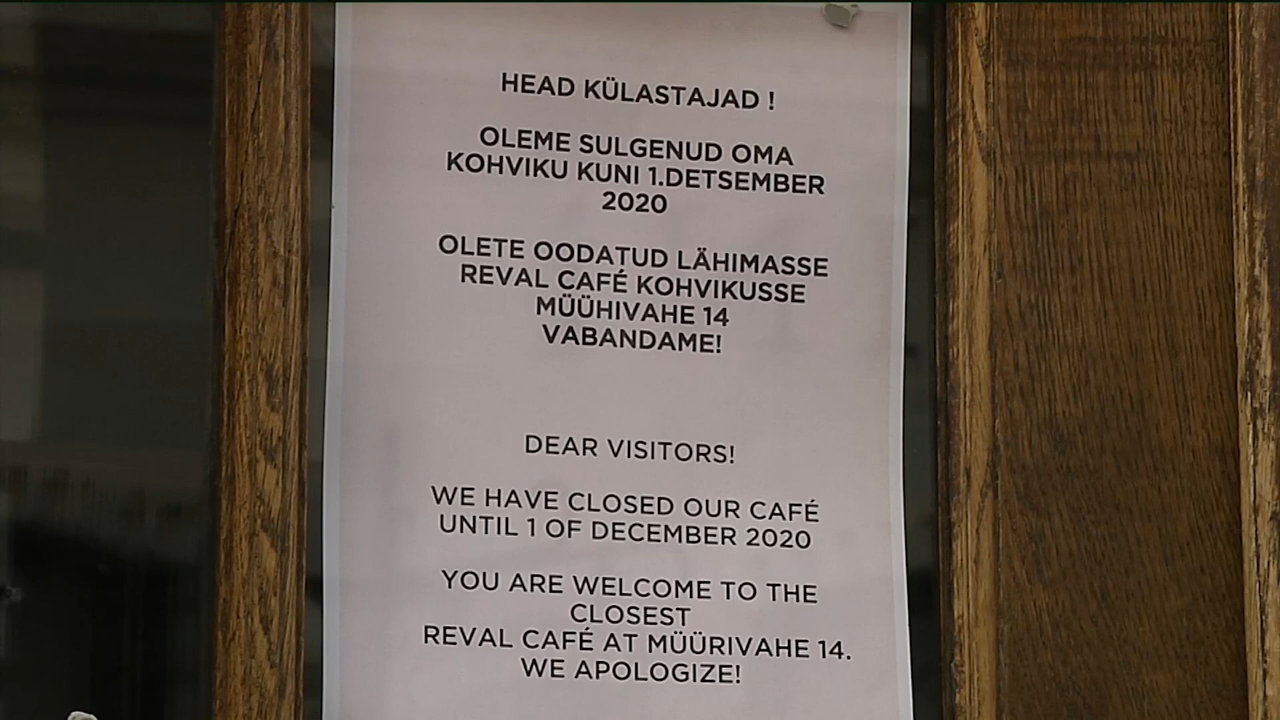 HEAD KÜLASTAJAD !
OLEME SULGENUD OMA
KOHVIKU KUNI 1.DETSEMBER
2020
OLETE OODATUD LÄHIMASSE
REVAL CAFÉ KOHVIKUSSE
MÜÜHIVAHE 14
VABANDAME!
DEAR VISITORS!
WE HAVE CLOSED OUR CAFÉ
UNTIL 1 OF DECEMBER 2020
YOU ARE WELCOME TO THE
CLOSEST
REVAL CAFÉ AT MÜÜRIVAHE 14.
WE APOLOGIZE!